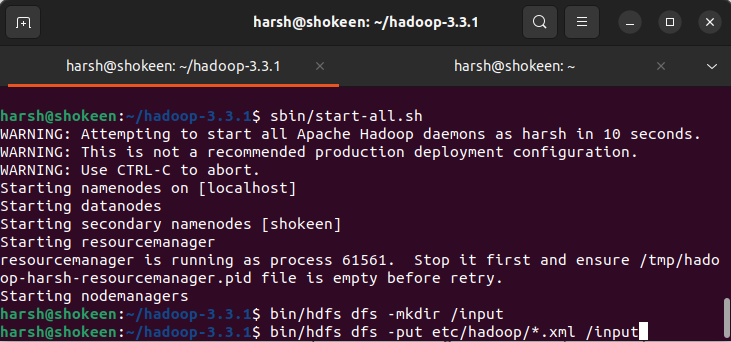 harsh@shokeen: ~/hadoop-3.3.1
harsh@shokeen: ~/hadoop-3.3.1
harsh@shokeen: ~
harsh@shokeen:~/hadoop-3.3.1$ sbin/start-all.sh
WARNING: Attempting to start all Apache Hadoop daemons as harsh in 10 seconds.
WARNING: This is not a recommended production deployment configuration.
WARNING: Use CTRL-C to abort.
Starting namenodes on [localhost]
Starting datanodes
Starting secondary namenodes [shokeen]
Starting resourcemanager
resourcemanager is running as process 61561.  Stop it first and ensure /tmp/hado
op-harsh-resourcemanager.pid file is empty before retry.
Starting nodemanagers
harsh@shokeen:~/hadoop-3.3.1$ bin/hdfs dfs -mkdir /input
harsh@shokeen:~/hadoop-3.3.1$ bin/hdfs dfs -put etc/hadoop/*.xml /input